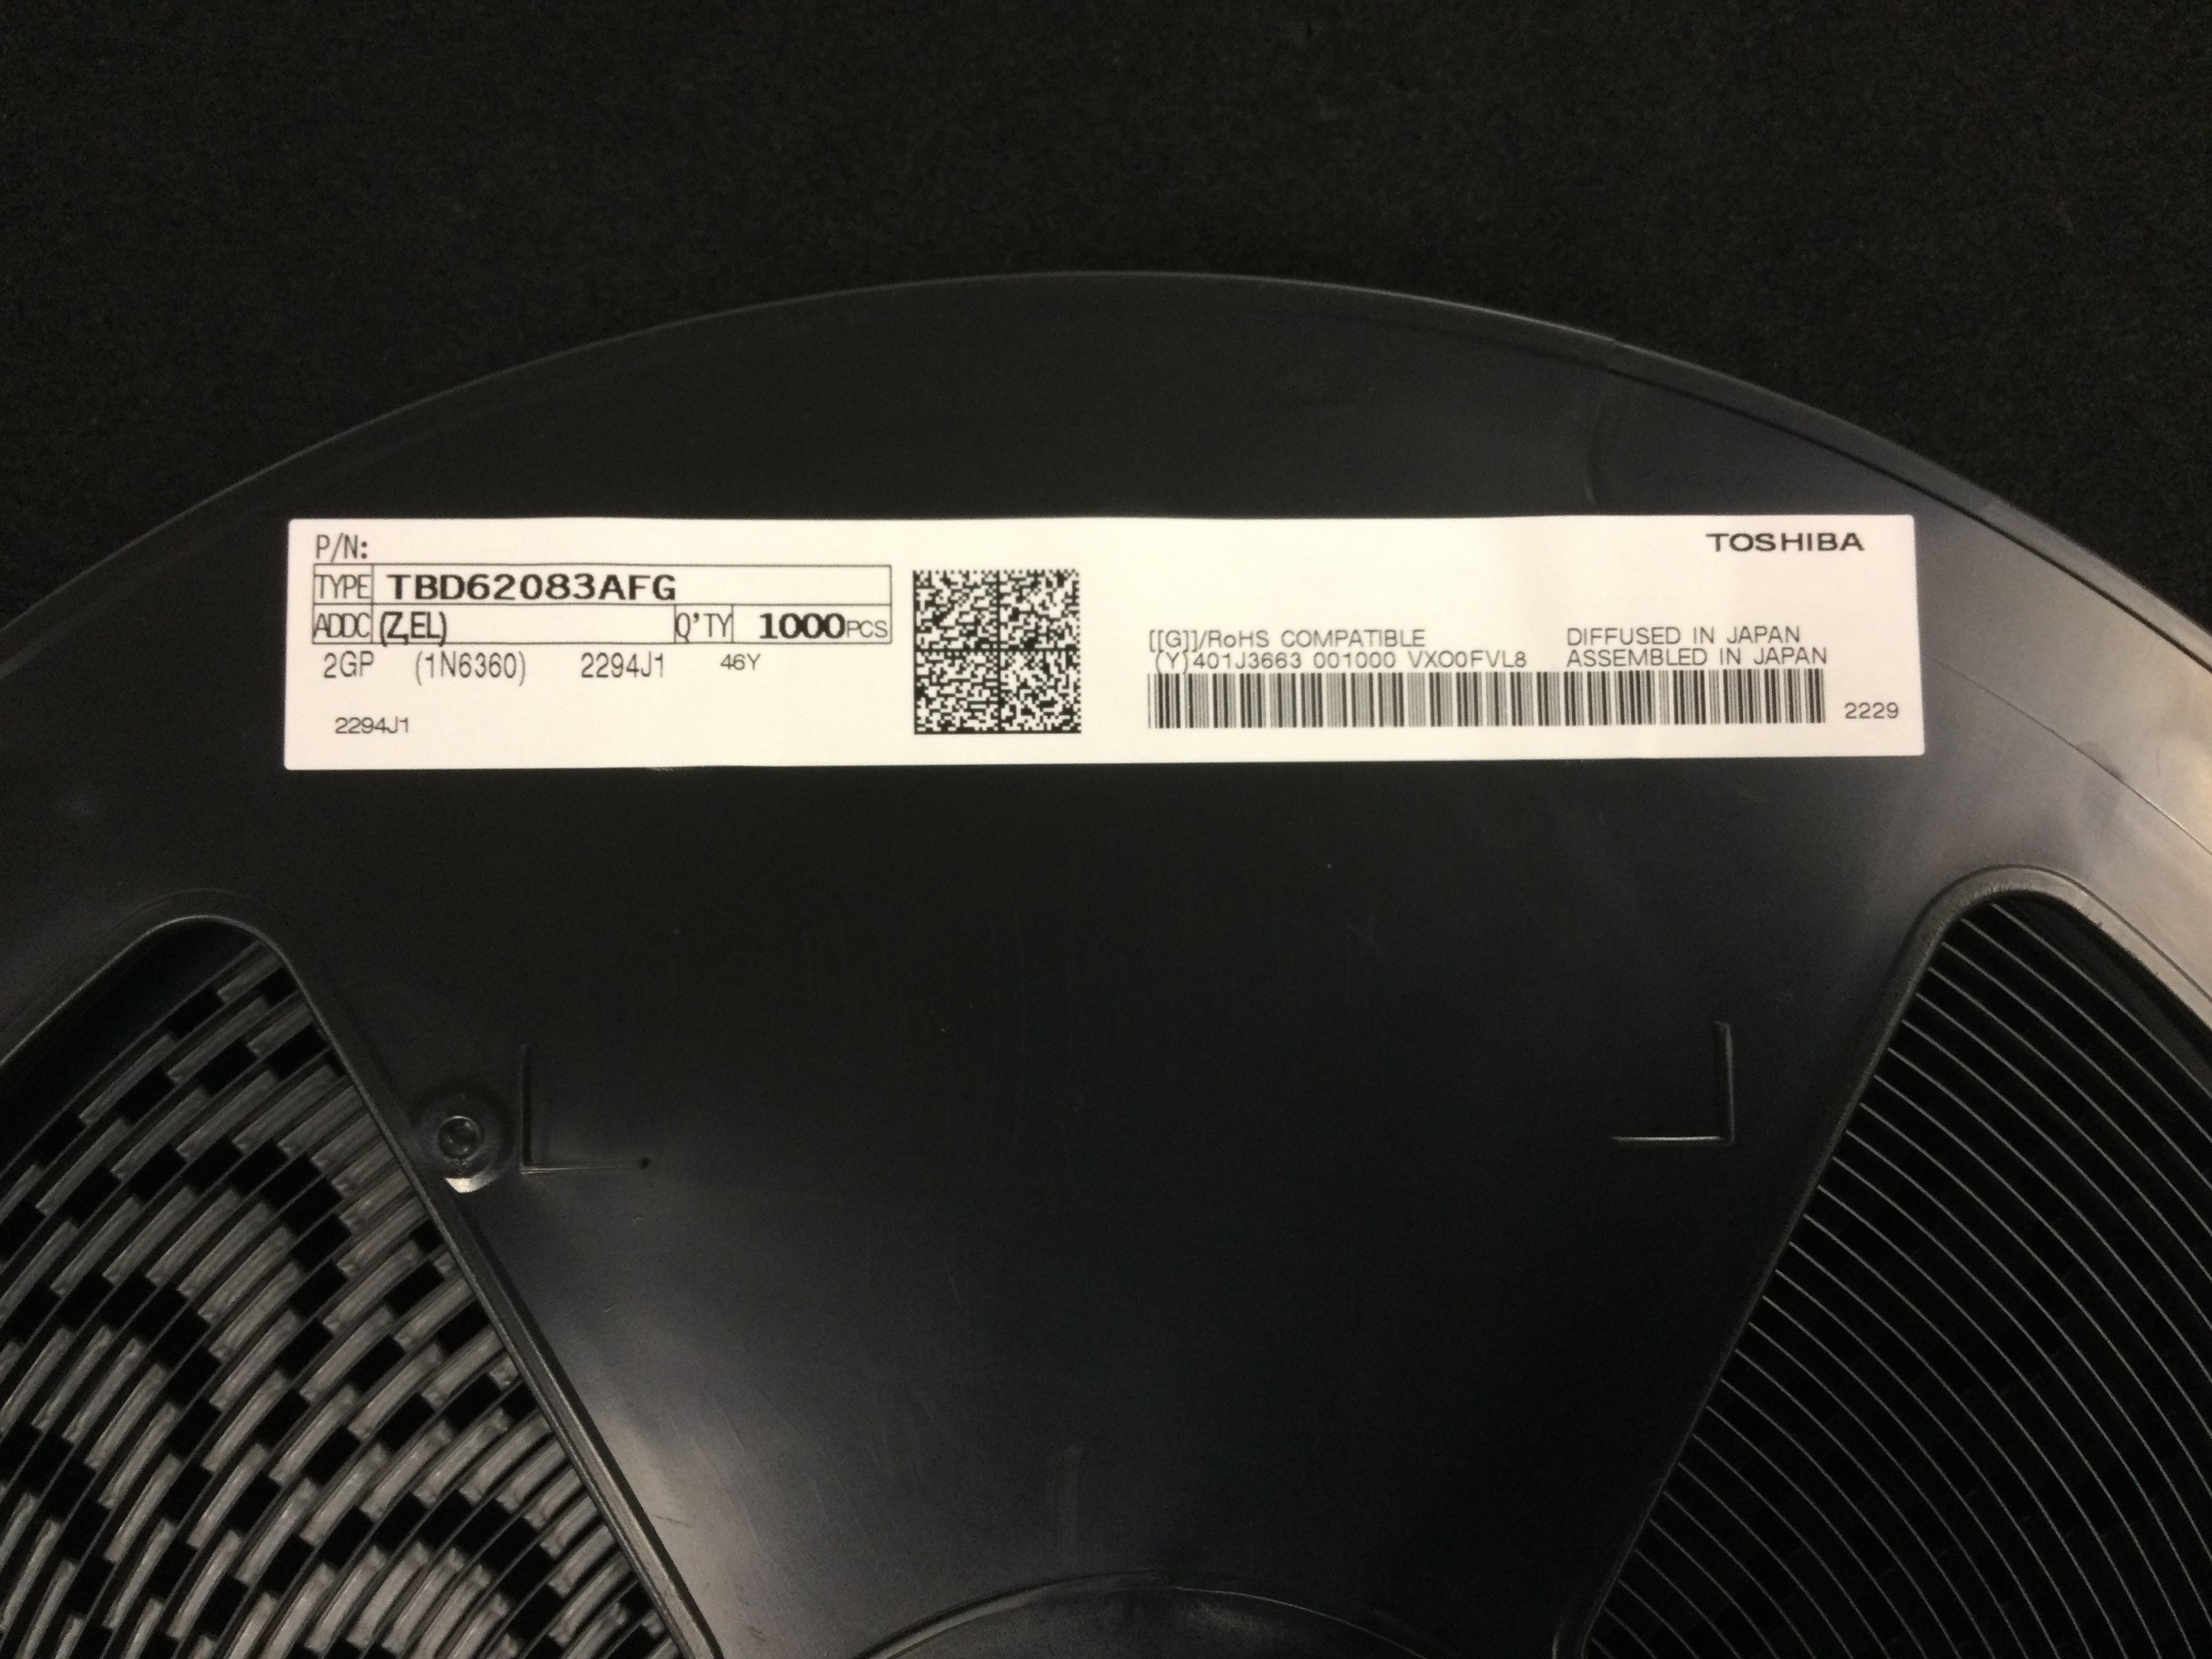 P/N:
TOSHIBA
TYPE TBD62083AFG
ADDC (Z,EL) Q'TY 1000PCS
2GP (1N6360) 2294J1 46Y
2294J1
[[G]]/RoHS COMPATIBLE DIFFUSED IN JAPAN
(Y)401J3663 001000 VXO0FVL8 ASSEMBLED IN JAPAN
2229